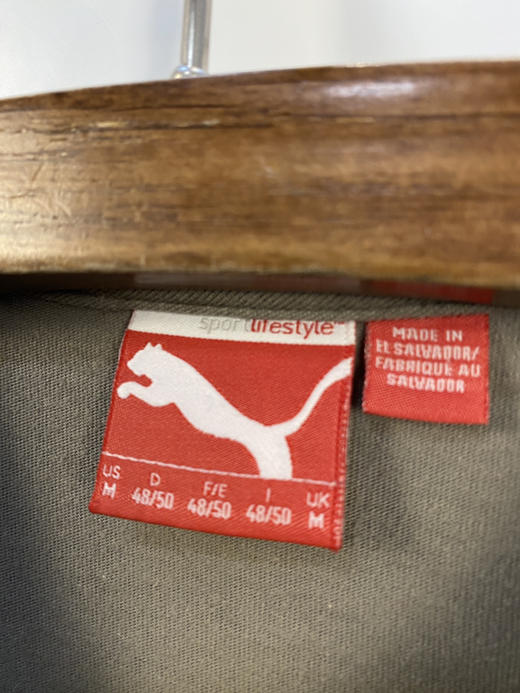 sportlifestyle
US D F/E I UK
M 48/50 48/50 48/50 M
MADE IN
EL SALVADOR/
FABRIQUE AU
SALVADOR